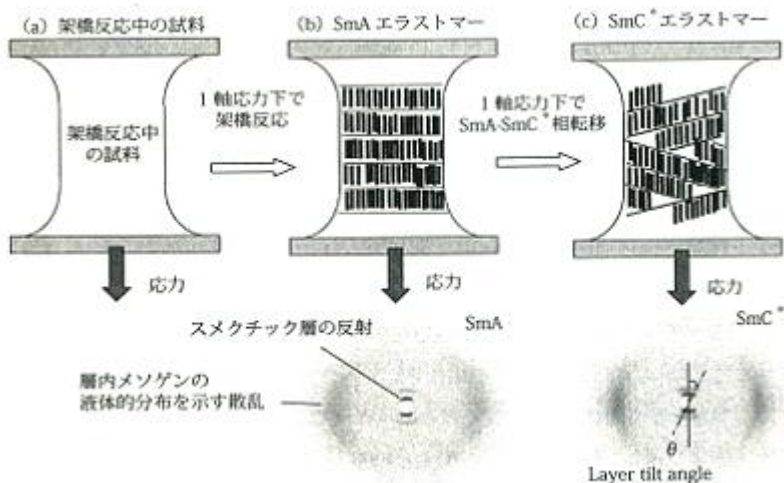 (a) 架橋反応中の試料
(b) SmA エラストマー
(c) SmC*エラストマー
架橋反応中
の試料
1軸応力下で
架橋反応
1軸応力下で
SmA-SmC*相転移
応力
応力
応力
スメクチック層の反射
SmA
SmC*
層内メソゲンの
液体的分布を示す散乱
θ
Layer tilt angle